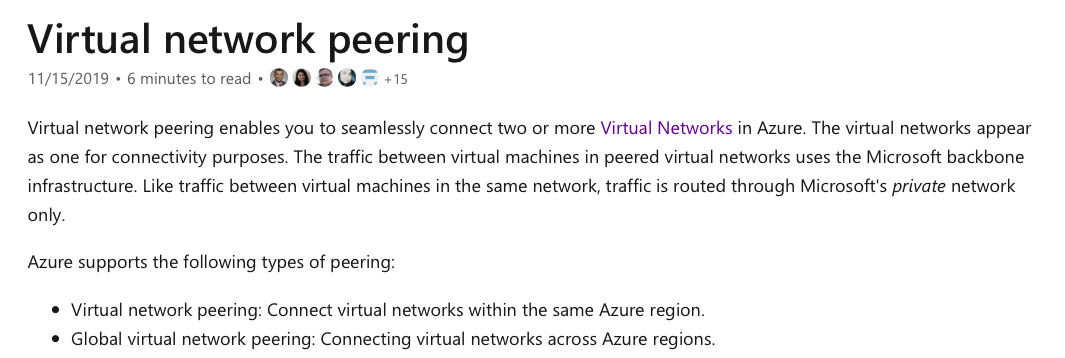 Virtual network peering
11/15/2019 • 6 minutes to read • +15
Virtual network peering enables you to seamlessly connect two or more Virtual Networks in Azure. The virtual networks appear
as one for connectivity purposes. The traffic between virtual machines in peered virtual networks uses the Microsoft backbone
infrastructure. Like traffic between virtual machines in the same network, traffic is routed through Microsoft's private network
only.
Azure supports the following types of peering:
• Virtual network peering: Connect virtual networks within the same Azure region.
• Global virtual network peering: Connecting virtual networks across Azure regions.